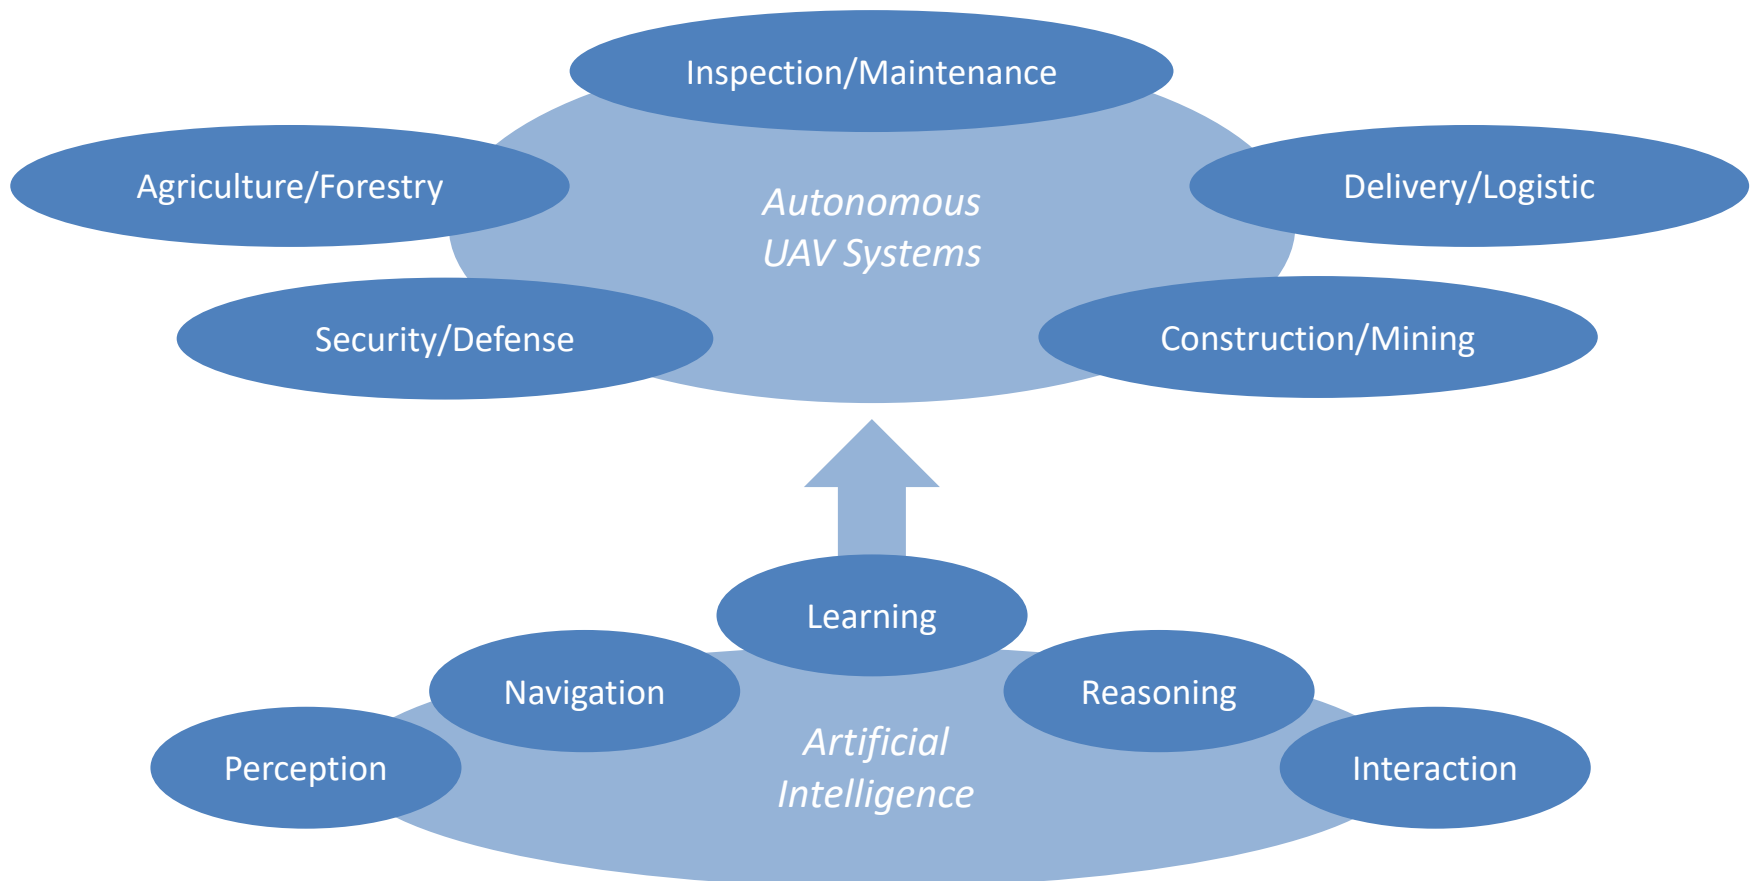 Inspection/Maintenance
Agriculture/Forestry
Delivery/Logistic
Autonomous
UAV Systems
Security/Defense
Construction/Mining
Learning
Navigation
Reasoning
Perception
Artificial
Intelligence
Interaction